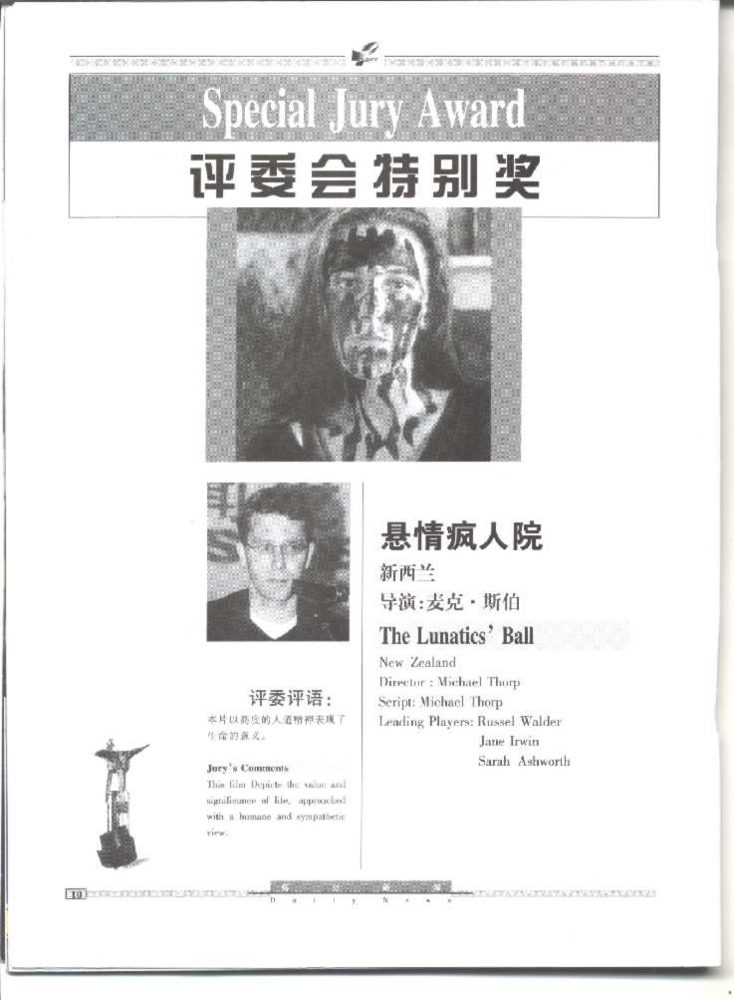 Special Jury Award
评委会特别奖
悬情疯人院
新西兰
导演:麦克·斯伯
The Lunatics' Ball
New Zealand
Director : Michael Thorp
Script: Michael Thorp
Leading Players: Russel Walder
Jane Irwin
Sarah Ashworth
评委评语:
本片以高度的人道精神表现了
生命的意义。
Jury's Comments
This film Depicts the value and
significance of life, approached
with a humane and sympathetic
view.
10
Daily News